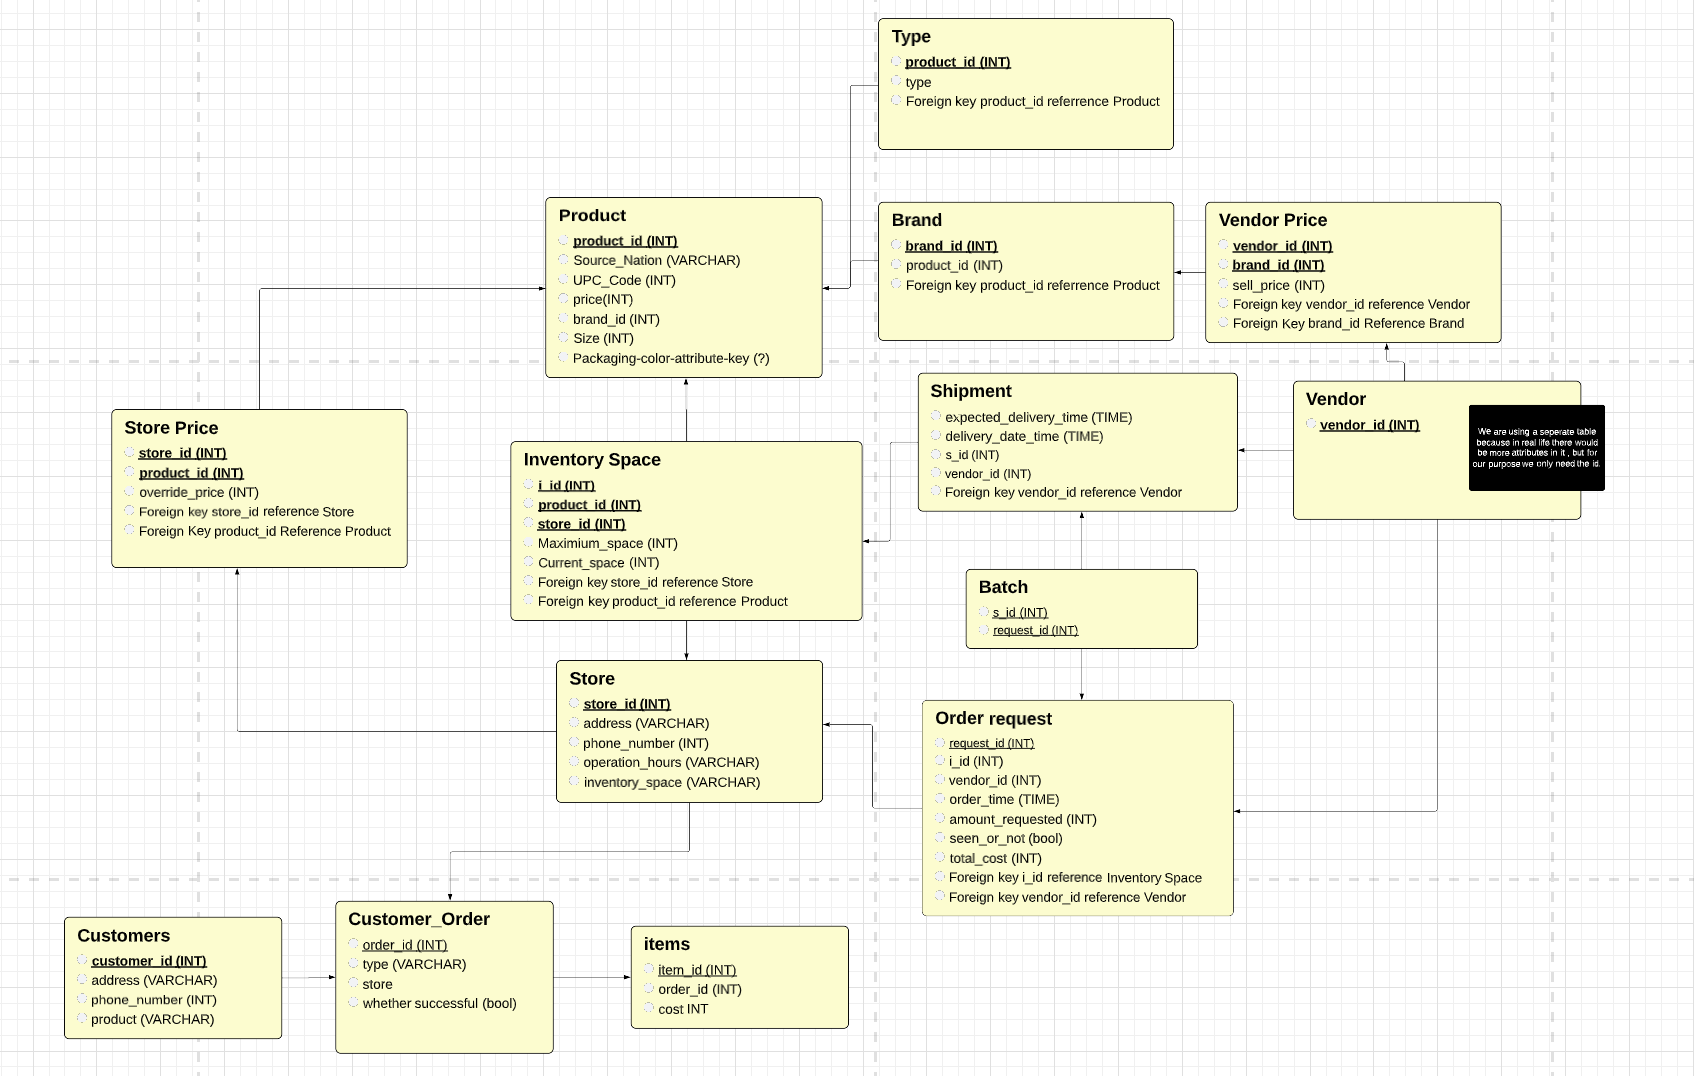 Type
product_id (INT)
type
Foreign key product_id referrence Product
Product
product_id (INT)
Source_Nation (VARCHAR)
UPC_Code (INT)
price(INT)
brand_id (INT)
Size (INT)
Packaging-color-attribute-key (?)
Brand
brand_id (INT)
product_id (INT)
Foreign key product_id referrence Product
Vendor Price
vendor_id (INT)
brand_id (INT)
sell_price (INT)
Foreign key vendor_id reference Vendor
Foreign Key brand_id Reference Brand
Store Price
store_id (INT)
product_id (INT)
override_price (INT)
Foreign key store_id reference Store
Foreign Key product_id Reference Product
Inventory Space
i_id (INT)
product_id (INT)
store_id (INT)
Maximium_space (INT)
Current_space (INT)
Foreign key store_id reference Store
Foreign key product_id reference Product
Shipment
expected_delivery_time (TIME)
delivery_date_time (TIME)
s_id (INT)
vendor_id (INT)
Foreign key vendor_id reference Vendor
Vendor
vendor_id (INT)
We are using a seperate table
because in real life there would
be more attributes in it , but for
our purpose we only need the id.
Batch
s_id (INT)
request_id (INT)
Store
store_id (INT)
address (VARCHAR)
phone_number (INT)
operation_hours (VARCHAR)
inventory_space (VARCHAR)
Order request
request_id (INT)
i_id (INT)
vendor_id (INT)
order_time (TIME)
amount_requested (INT)
seen_or_not (bool)
total_cost (INT)
Foreign key i_id reference Inventory Space
Foreign key vendor_id reference Vendor
Customers
customer_id (INT)
address (VARCHAR)
phone_number (INT)
product (VARCHAR)
Customer_Order
order_id (INT)
type (VARCHAR)
store
whether successful (bool)
items
item_id (INT)
order_id (INT)
cost INT